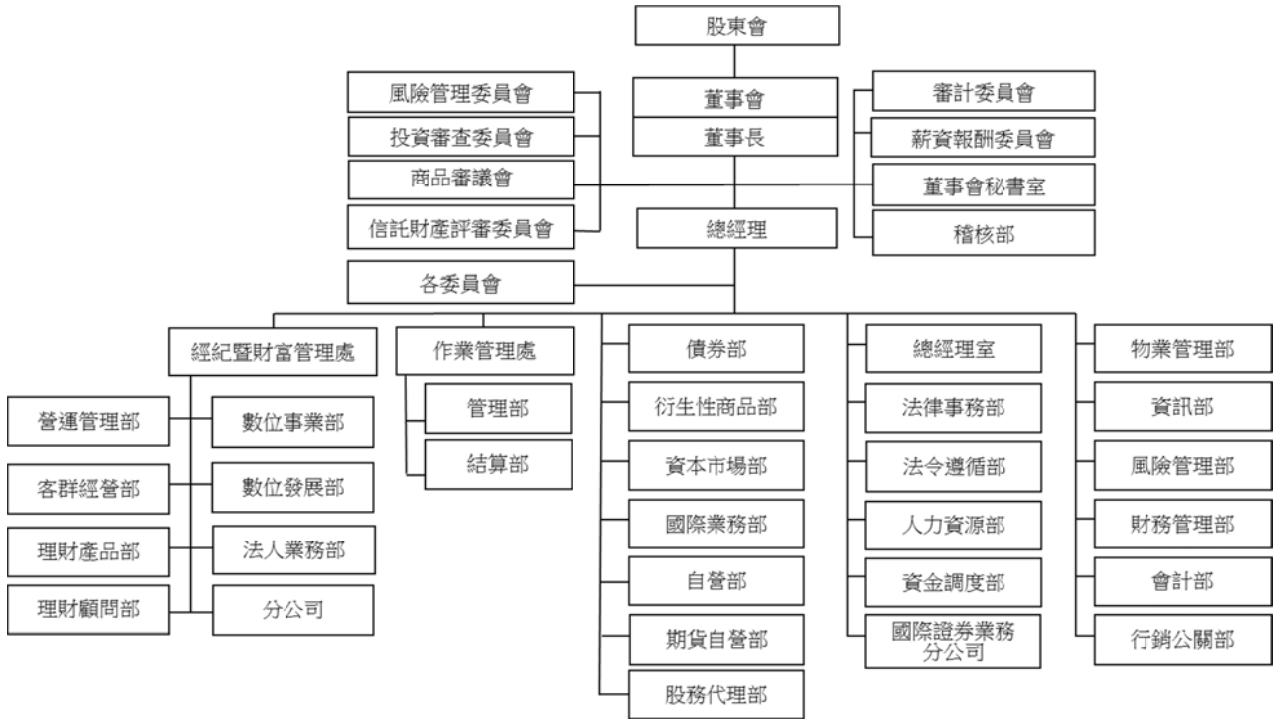 股東會
董事會
董事長
風險管理委員會
投資審查委員會
商品審議會
信託財產評審委員會
審計委員會
薪資報酬委員會
董事會秘書室
稽核部
總經理
各委員會
經紀暨財富管理處
營運管理部
數位事業部
客群經營部
數位發展部
理財產品部
法人業務部
理財顧問部
分公司
作業管理處
管理部
結算部
債券部
衍生性商品部
資本市場部
國際業務部
自營部
期貨自營部
股務代理部
總經理室
法律事務部
法令遵循部
人力資源部
資金調度部
國際證券業務
分公司
物業管理部
資訊部
風險管理部
財務管理部
會計部
行銷公關部